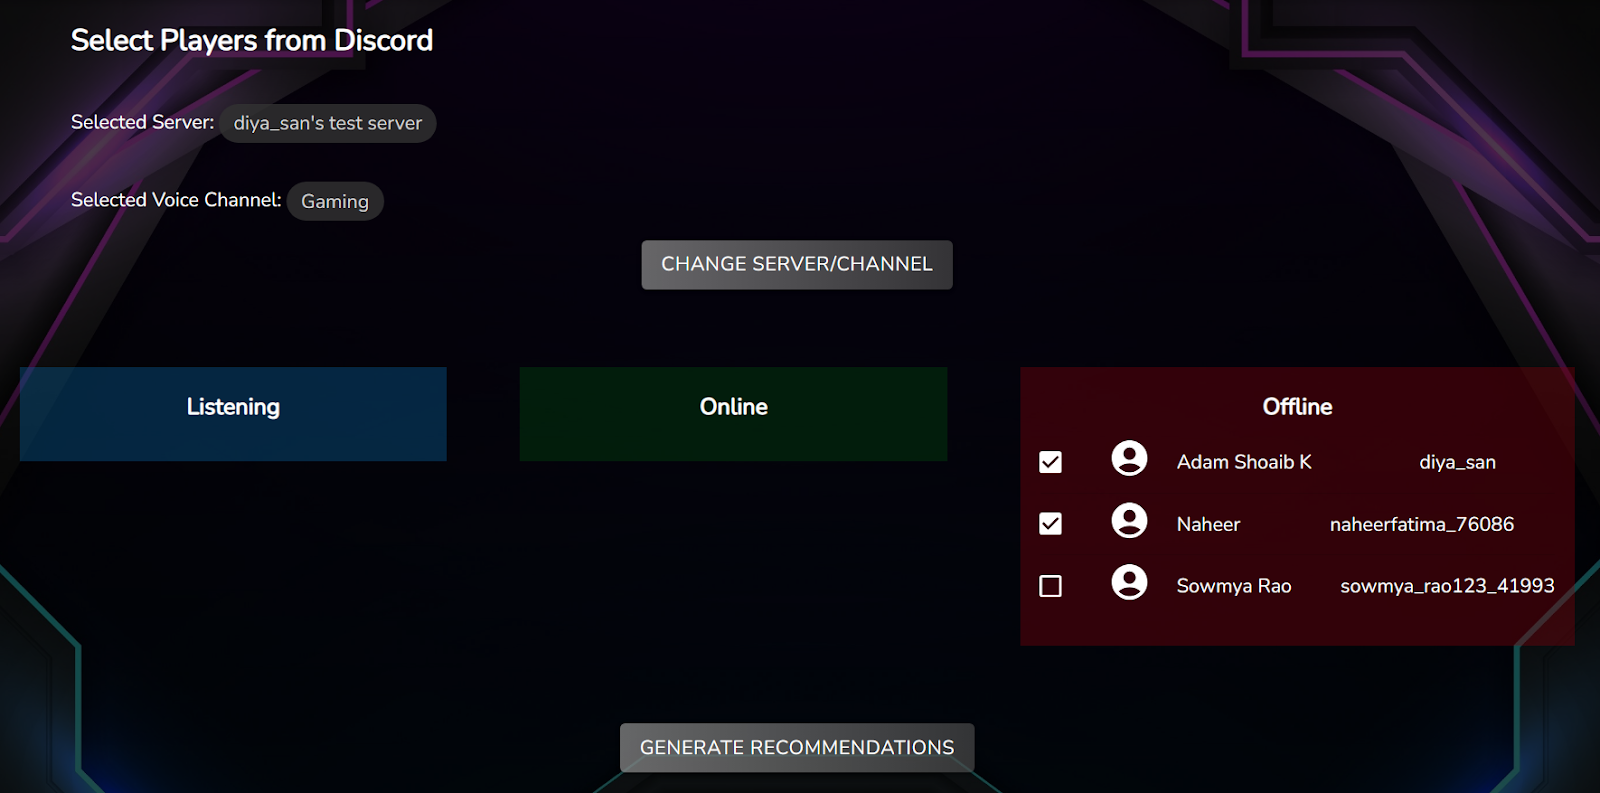 Select Players from Discord
Selected Server: diya_san's test server
Selected Voice Channel: Gaming
CHANGE SERVER/CHANNEL
Listening
Online
Offline
Adam Shoaib K diya_san
Naheer naheerfatima_76086
Sowmya Rao sowmya_rao123_41993
GENERATE RECOMMENDATIONS